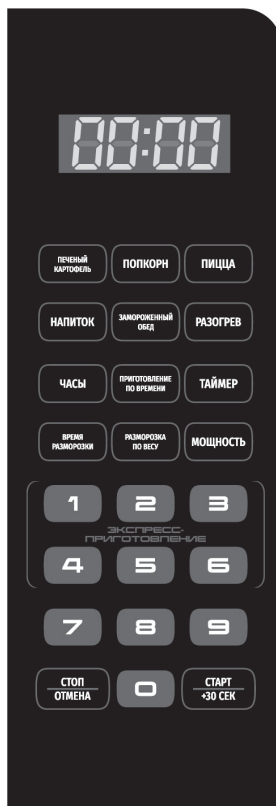 00:00
ПЕЧЕНЫЙ
КАРТОФЕЛЬ
ПОПКОРН
ПИЦЦА
НАПИТОК
ЗАМОРОЖЕННЫЙ
ОБЕД
РАЗОГРЕВ
ЧАСЫ
ПРИГОТОВЛЕНИЕ
ПО ВРЕМЕНИ
ТАЙМЕР
ВРЕМЯ
РАЗМОРОЗКИ
РАЗМОРОЗКА
ПО ВЕСУ
МОЩНОСТЬ
1 2 3
ЭКСПРЕСС-
ПРИГОТОВЛЕНИЕ
4 5 6
7 8 9
СТОП
ОТМЕНА
0
СТАРТ
+30 СЕК